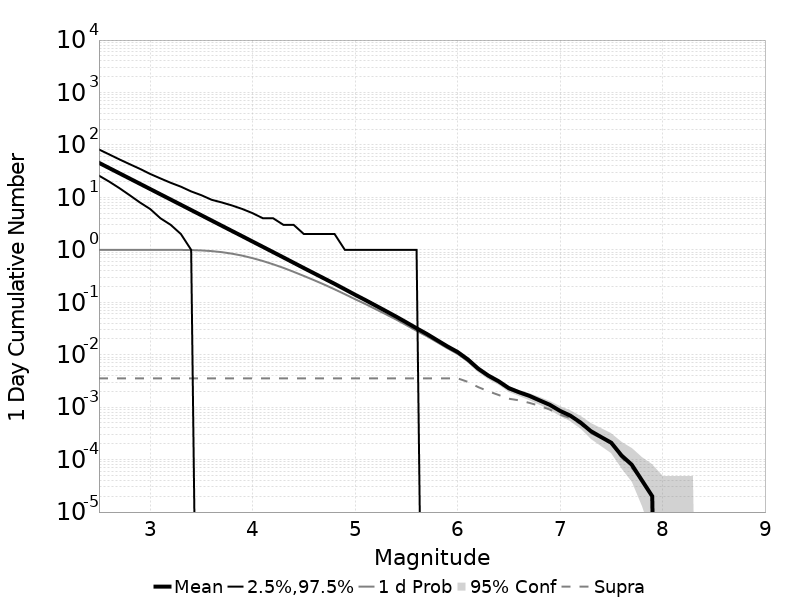 10^4
10^3
10^2
10^1
10^0
10^-1
10^-2
10^-3
10^-4
10^-5
1 Day Cumulative Number
3 4 5 6 7 8 9
Magnitude
Mean 2.5%,97.5% 1 d Prob 95% Conf Supra